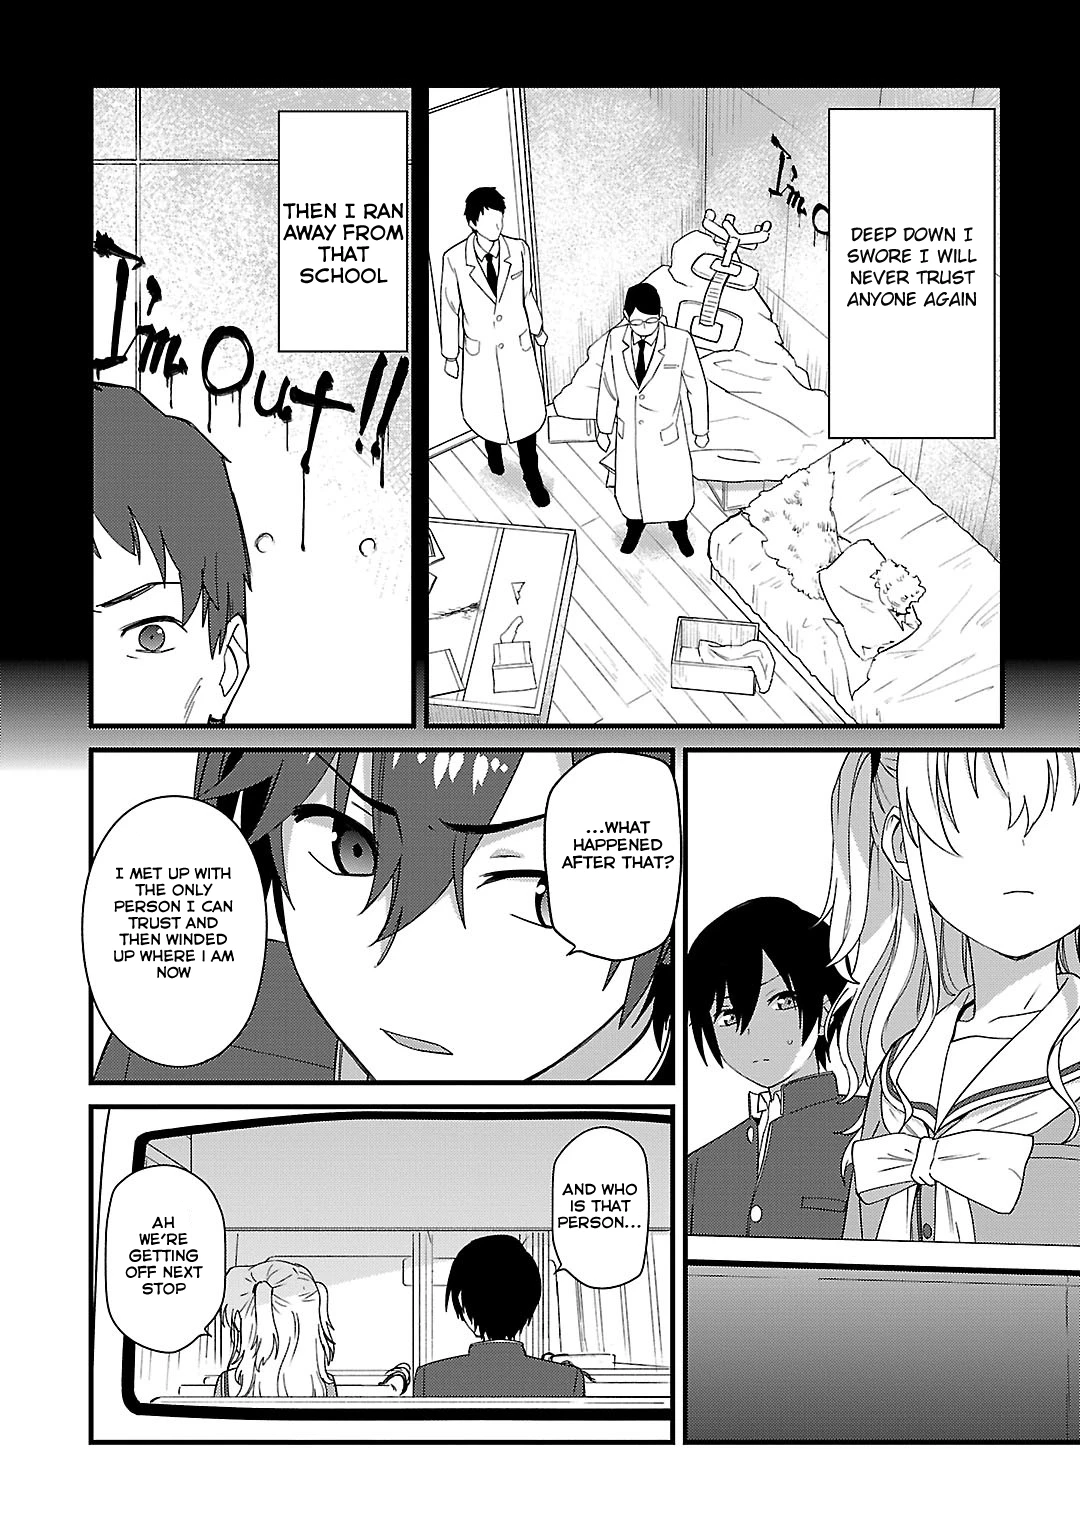 DEEP DOWN I
SWORE I WILL
NEVER TRUST
ANYONE AGAIN
I'm O
THEN I RAN
AWAY FROM
THAT
SCHOOL
I'm Out!!
...WHAT
HAPPENED
AFTER THAT?
I MET UP WITH
THE ONLY
PERSON I CAN
TRUST AND
THEN WINDED
UP WHERE I AM
NOW
AND WHO
IS THAT
PERSON...
AH
WE'RE
GETTING
OFF NEXT
STOP